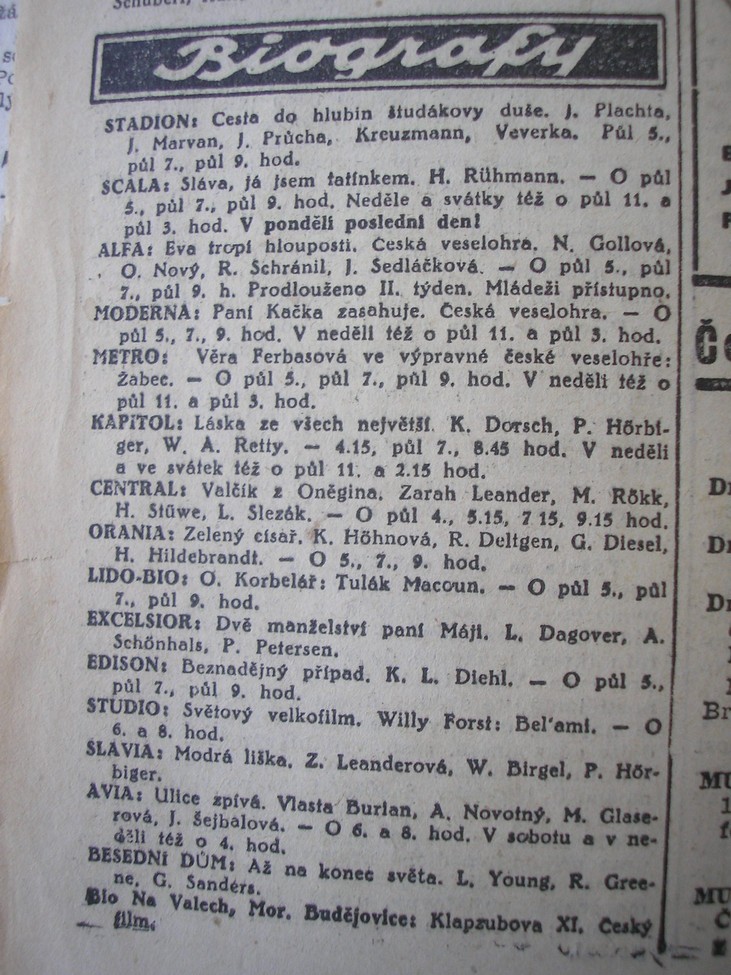 Biografy
STADION: Cesta do hlubin študákovy duše. J. Plachta,
J. Marvan, J. Průcha, Kreuzmann, Veverka. Půl 5.,
půl 7., půl 9. hod.
SCALA: Sláva, já jsem tatínkem. H. Rühmann. — O půl
5., půl 7., půl 9. hod. Neděle a svátky též o půl 11. a
půl 3. hod. V pondělí poslední den!
ALFA: Eva tropí hlouposti. Česká veselohra. N. Gollová,
O. Nový, R. Schránil, J. Sedláčková. — O půl 5., půl
7., půl 9. h. Prodlouženo II. týden. Mládeži přístupno.
MODERNA: Paní Kačka zasahuje. Česká veselohra. — O
půl 5., 7., 9. hod. V neděli též o půl 11. a půl 3. hod.
METRO: Věra Ferbasová ve výpravné české veselohře:
Žabec. — O půl 5., půl 7., půl 9. hod. V neděli též o
půl 11. a půl 3. hod.
KAPITOL: Láska ze všech největší. K. Dorsch, P. Hörbi-
ger, W. A. Retty. — 4.15, půl 7., 8.45 hod. V neděli
a ve svátek též o půl 11. a 2.15 hod.
CENTRAL: Valčík z Oněgina. Zarah Leander, M. Rökk,
H. Stüwe, L. Slezák. — O půl 4., 5.15, 7 15, 9.15 hod.
ORANIA: Zelený císař. K. Höhnová, R. Deltgen, G. Diesel,
H. Hildebrandt. — O 5., 7., 9. hod.
LIDO-BIO: O. Korbelář: Tulák Macoun. — O půl 5., půl
7., půl 9. hod.
EXCELSIOR: Dvě manželství paní Máji. L. Dagover, A.
Schönhals, P. Petersen.
EDISON: Beznadějný případ. K. L. Diehl. — O půl 5.,
půl 7., půl 9. hod.
STUDIO: Světový velkofilm. Willy Forst: Bel'ami. — O
6. a 8. hod.
SLAVIA: Modrá liška. Z. Leanderová, W. Birgel, P. Hör-
biger.
AVIA: Ulice zpívá. Vlasta Burian, A. Novotný, M. Glase-
rová, J. Šejbalová. — O 6. a 8. hod. V sobotu a v ne-
děli též o 4. hod.
BESEDNÍ DŮM: Až na konec světa. L. Young, R. Gree-
ne, G. Sanders.
Bio Na Valech, Mor. Budějovice: Klapzubova XI. Český
film.